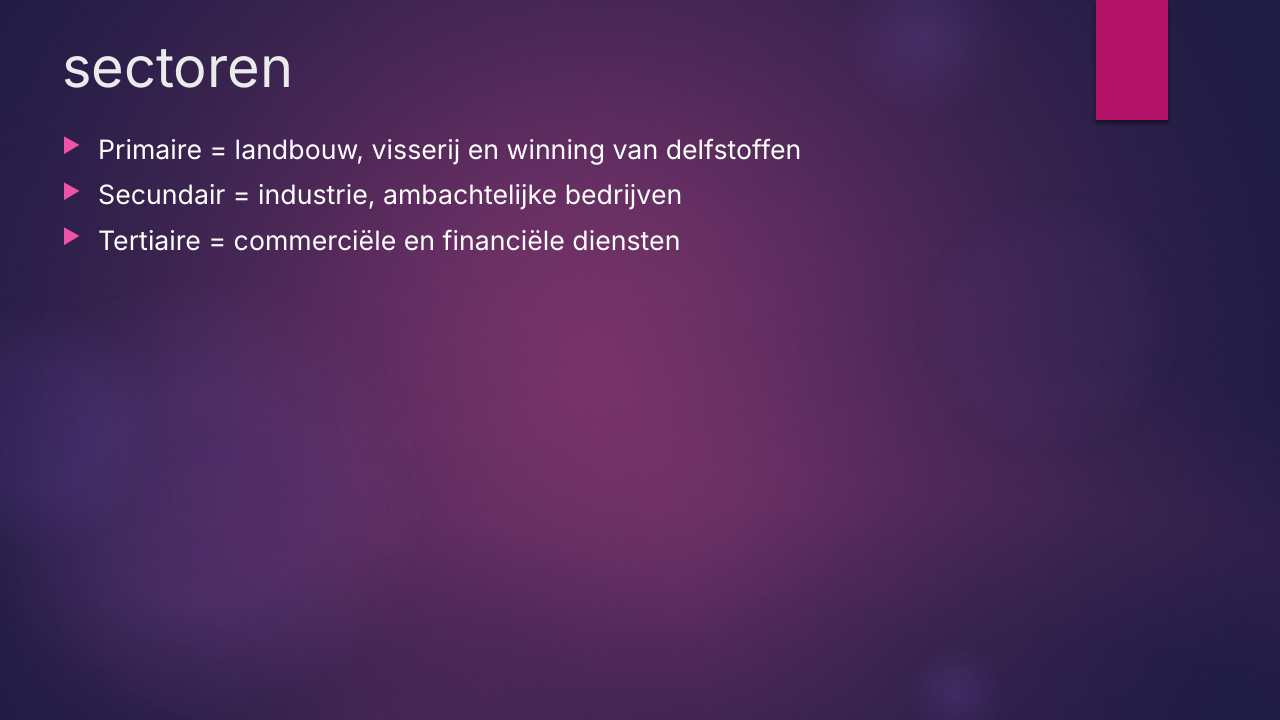 sectoren
Primaire = landbouw, visserij en winning van delfstoffen
Secundair = industrie, ambachtelijke bedrijven
Tertiaire = commerciële en financiële diensten